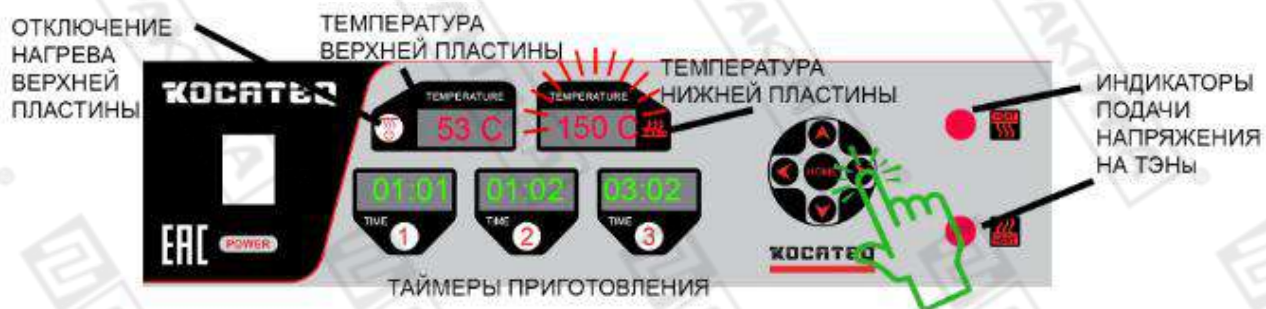 ОТКЛЮЧЕНИЕ
НАГРЕВА
ВЕРХНЕЙ
ПЛАСТИНЫ
ТЕМПЕРАТУРА
ВЕРХНЕЙ ПЛАСТИНЫ
ТЕМПЕРАТУРА
НИЖНЕЙ ПЛАСТИНЫ
ИНДИКАТОРЫ
ПОДАЧИ
НАПРЯЖЕНИЯ
НА ТЭНы
KOCATEQ
TEMPERATURE
53 C
TEMPERATURE
150 C
01:01
TIME
1
01:02
TIME
2
03:02
TIME
3
HOME
EAC
POWER
KOCATEQ
ТАЙМЕРЫ ПРИГОТОВЛЕНИЯ